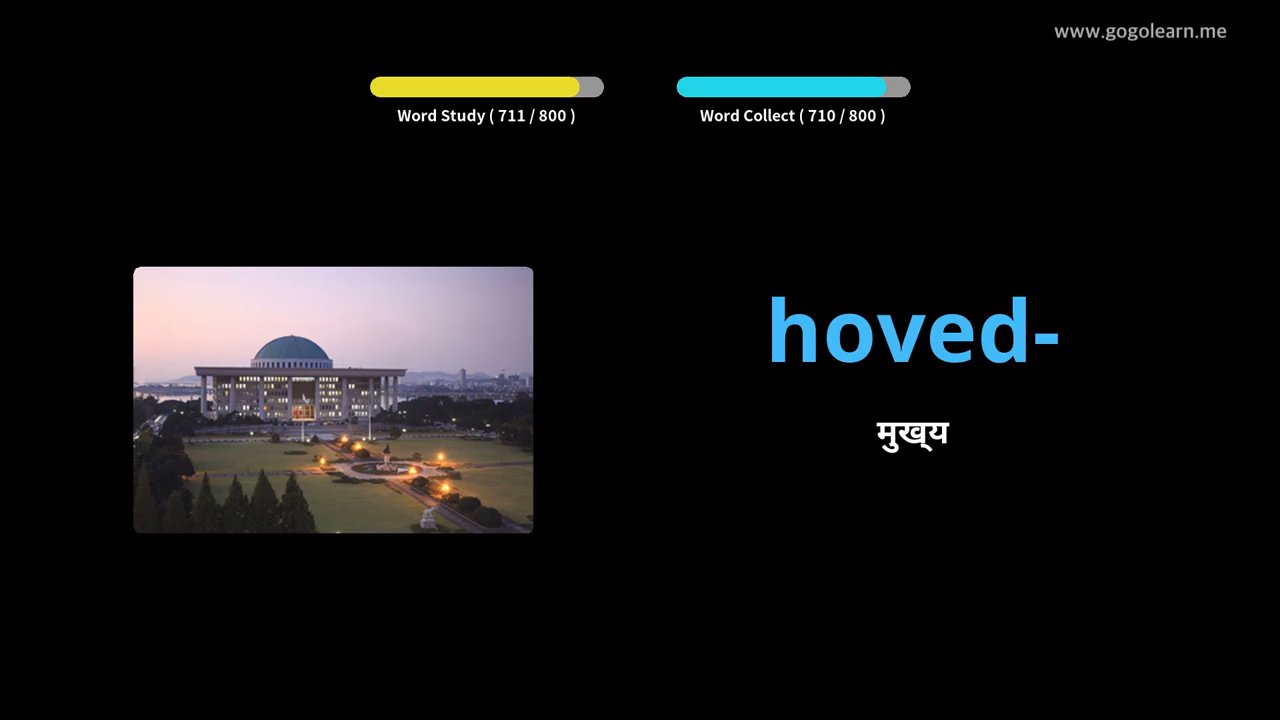 www.gogolearn.me
Word Study ( 711 / 800 )
Word Collect ( 710 / 800 )
hoved-
मुख्य